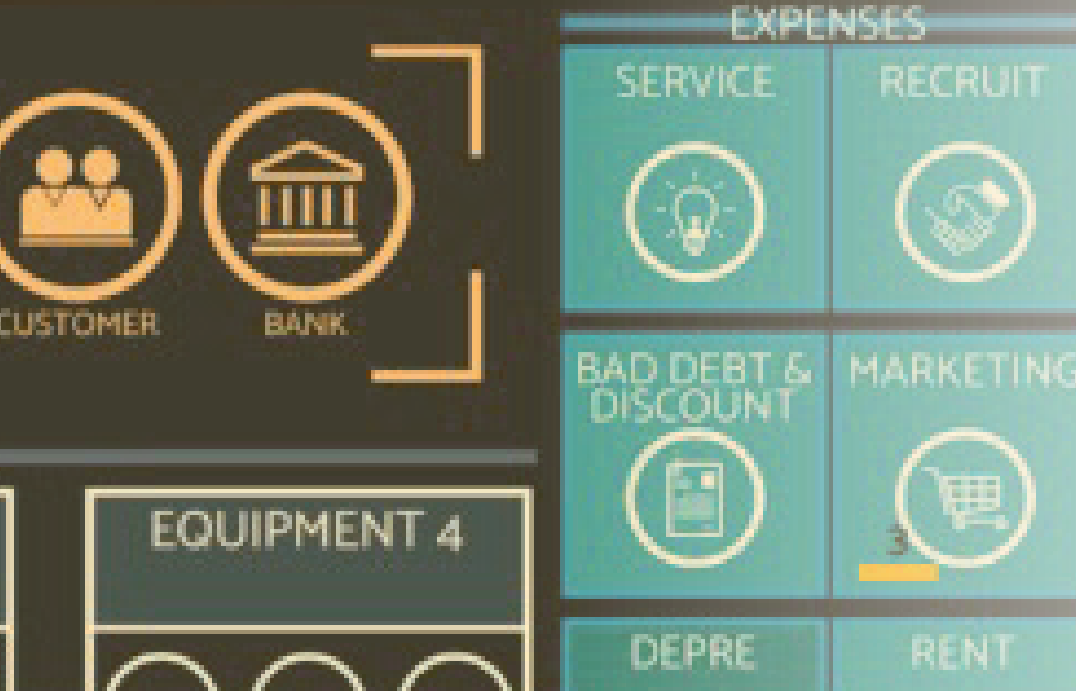 EXPENSES
SERVICE
RECRUIT
CUSTOMER
BANK
BAD DEBT &
DISCOUNT
MARKETING
3
EQUIPMENT 4
DEPRE
RENT